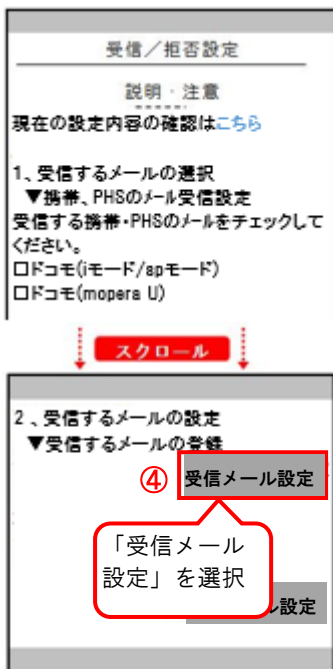 受信／拒否設定
説明・注意
現在の設定内容の確認はこちら
1、受信するメールの選択
▼携帯、PHSのﾒｰﾙ受信設定
受信する携帯・PHSのﾒｰﾙをチェックして
ください。
□ドコモ(iモード/spモード)
□ドコモ(mopera U)
スクロール
2、受信するメールの設定
▼受信するメールの登録
④ 受信メール設定
「受信メール
設定」を選択
設定